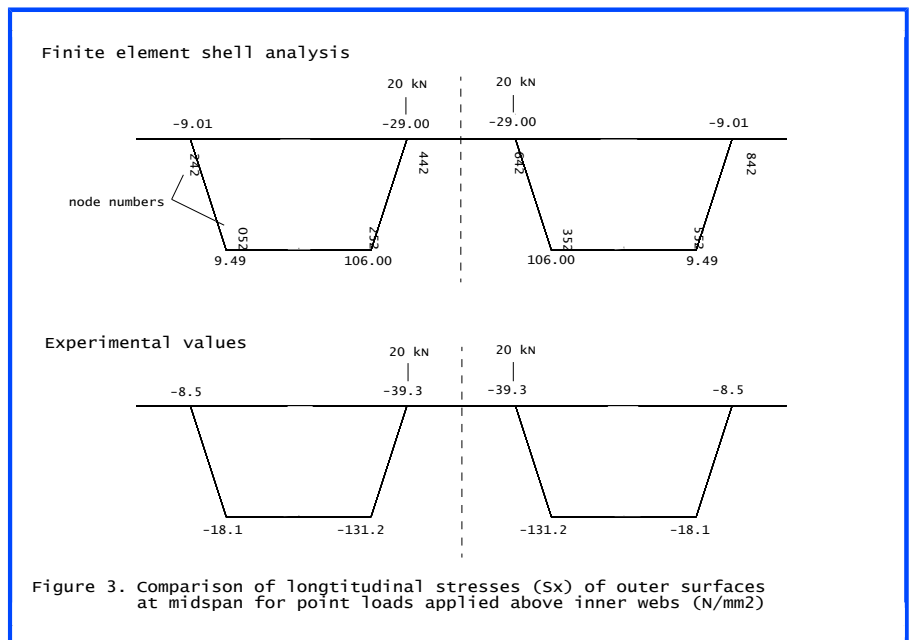 Finite element shell analysis
20 kN 20 kN
-9.01 -29.00 -29.00 -9.01
242 442 642 842
node numbers
052 252 352 552
9.49 106.00 106.00 9.49
Experimental values
20 kN 20 kN
-8.5 -39.3 -39.3 -8.5
-18.1 -131.2 -131.2 -18.1
Figure 3. Comparison of longtitudinal stresses (Sx) of outer surfaces
at midspan for point loads applied above inner webs (N/mm2)